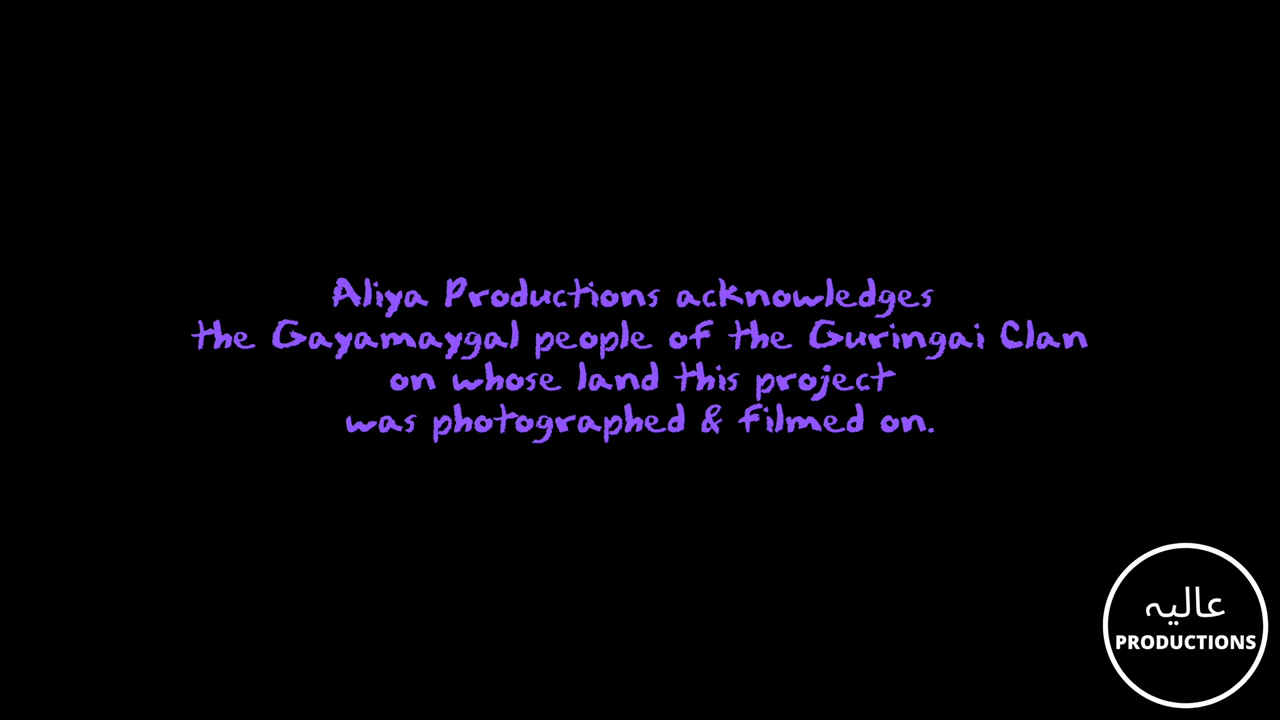 Aliya Productions acknowledges
the Gayamaygal people of the Guringai Clan
on whose land this project
was photographed & filmed on.
عالیہ
PRODUCTIONS